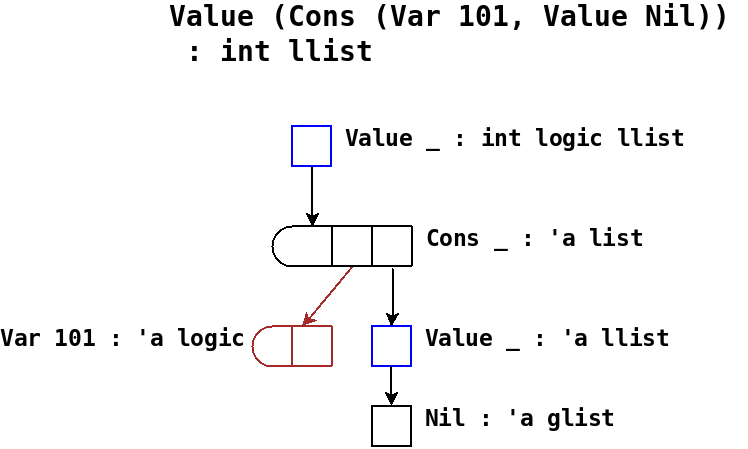 Value (Cons (Var 101, Value Nil))
: int llist
Value _ : int logic llist
Cons _ : 'a list
Var 101 : 'a logic
Value _ : 'a llist
Nil : 'a glist